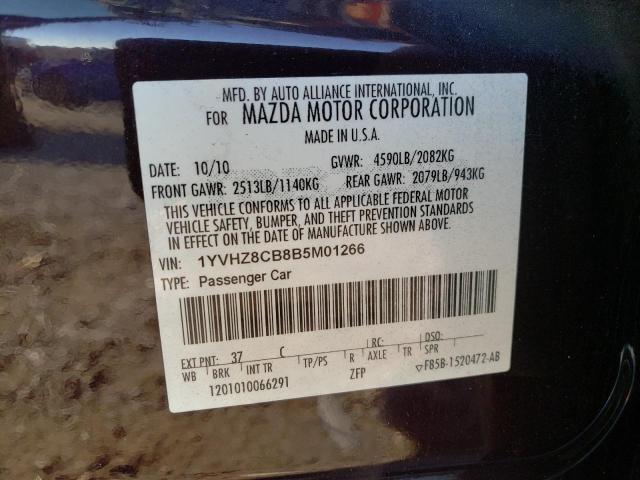 MFD. BY AUTO ALLIANCE INTERNATIONAL, INC.
FOR MAZDA MOTOR CORPORATION
MADE IN U.S.A.
DATE: 10/10 GVWR: 4590LB/2082KG
FRONT GAWR: 2513LB/1140KG REAR GAWR: 2079LB/943KG
THIS VEHICLE CONFORMS TO ALL APPLICABLE FEDERAL MOTOR
VEHICLE SAFETY, BUMPER, AND THEFT PREVENTION STANDARDS
IN EFFECT ON THE DATE OF MANUFACTURE SHOWN ABOVE.
VIN: 1YVHZ8CB8B5M01266
TYPE: Passenger Car
EXT PNT: 37 C LRC: DSO:
WB BRK INT TR TP/PS R AXLE TR SPR
1201010066291 ZFP F85B-1520472-AB